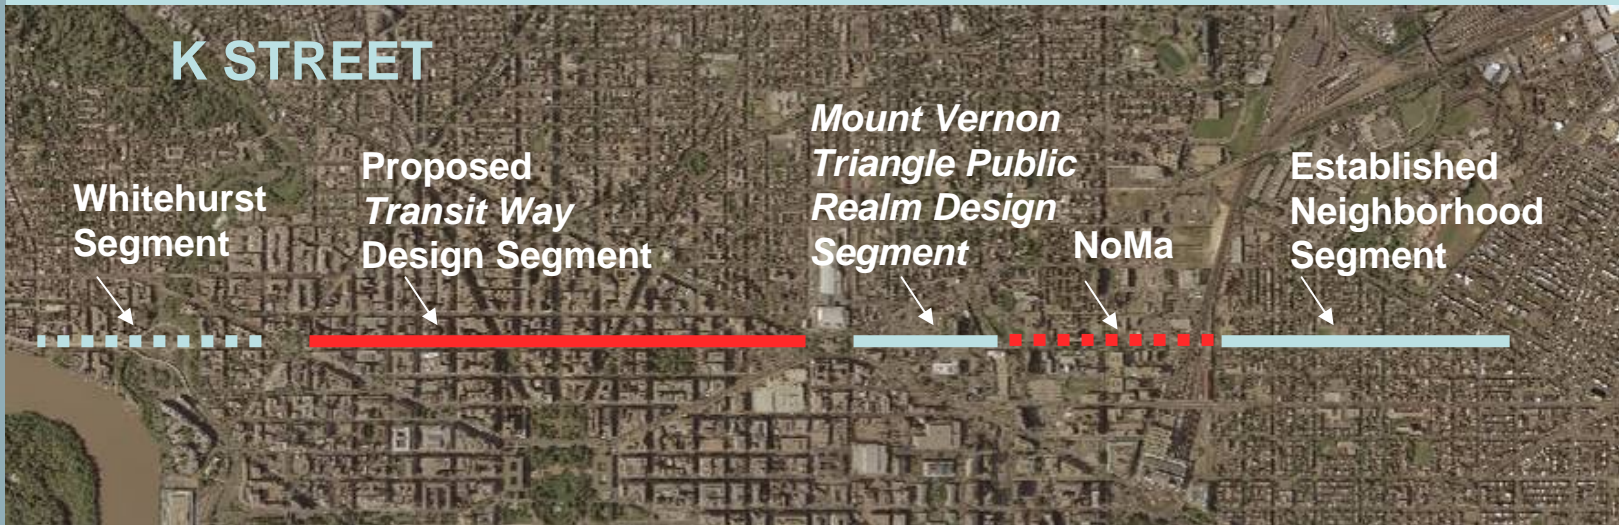 K STREET
Whitehurst
Segment
Proposed
Transit Way
Design Segment
Mount Vernon
Triangle Public
Realm Design
Segment
NoMa
Established
Neighborhood
Segment